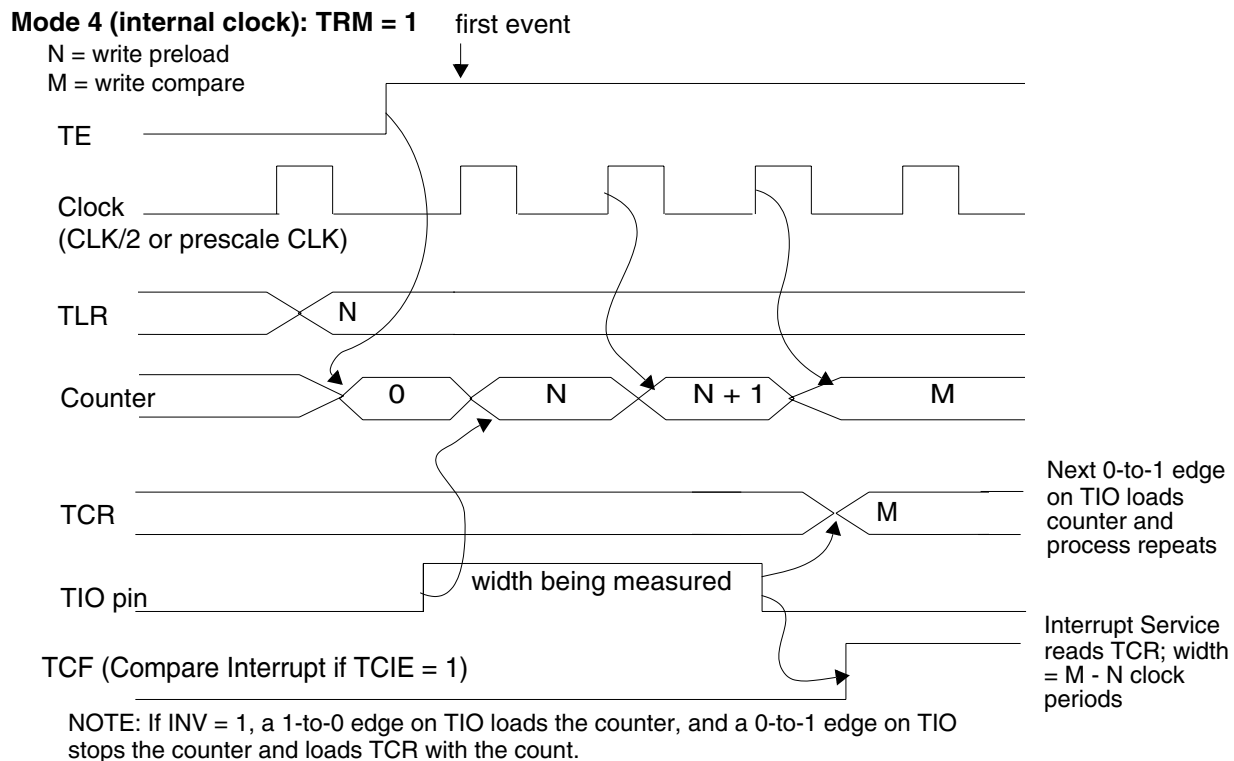 Mode 4 (internal clock): TRM = 1
first event
N = write preload
M = write compare
TE
Clock
(CLK/2 or prescale CLK)
TLR
N
Counter
0
N
N + 1
M
TCR
M
Next 0-to-1 edge
on TIO loads
counter and
process repeats
TIO pin
width being measured
TCF (Compare Interrupt if TCIE = 1)
Interrupt Service
reads TCR; width
= M - N clock
periods
NOTE: If INV = 1, a 1-to-0 edge on TIO loads the counter, and a 0-to-1 edge on TIO
stops the counter and loads TCR with the count.